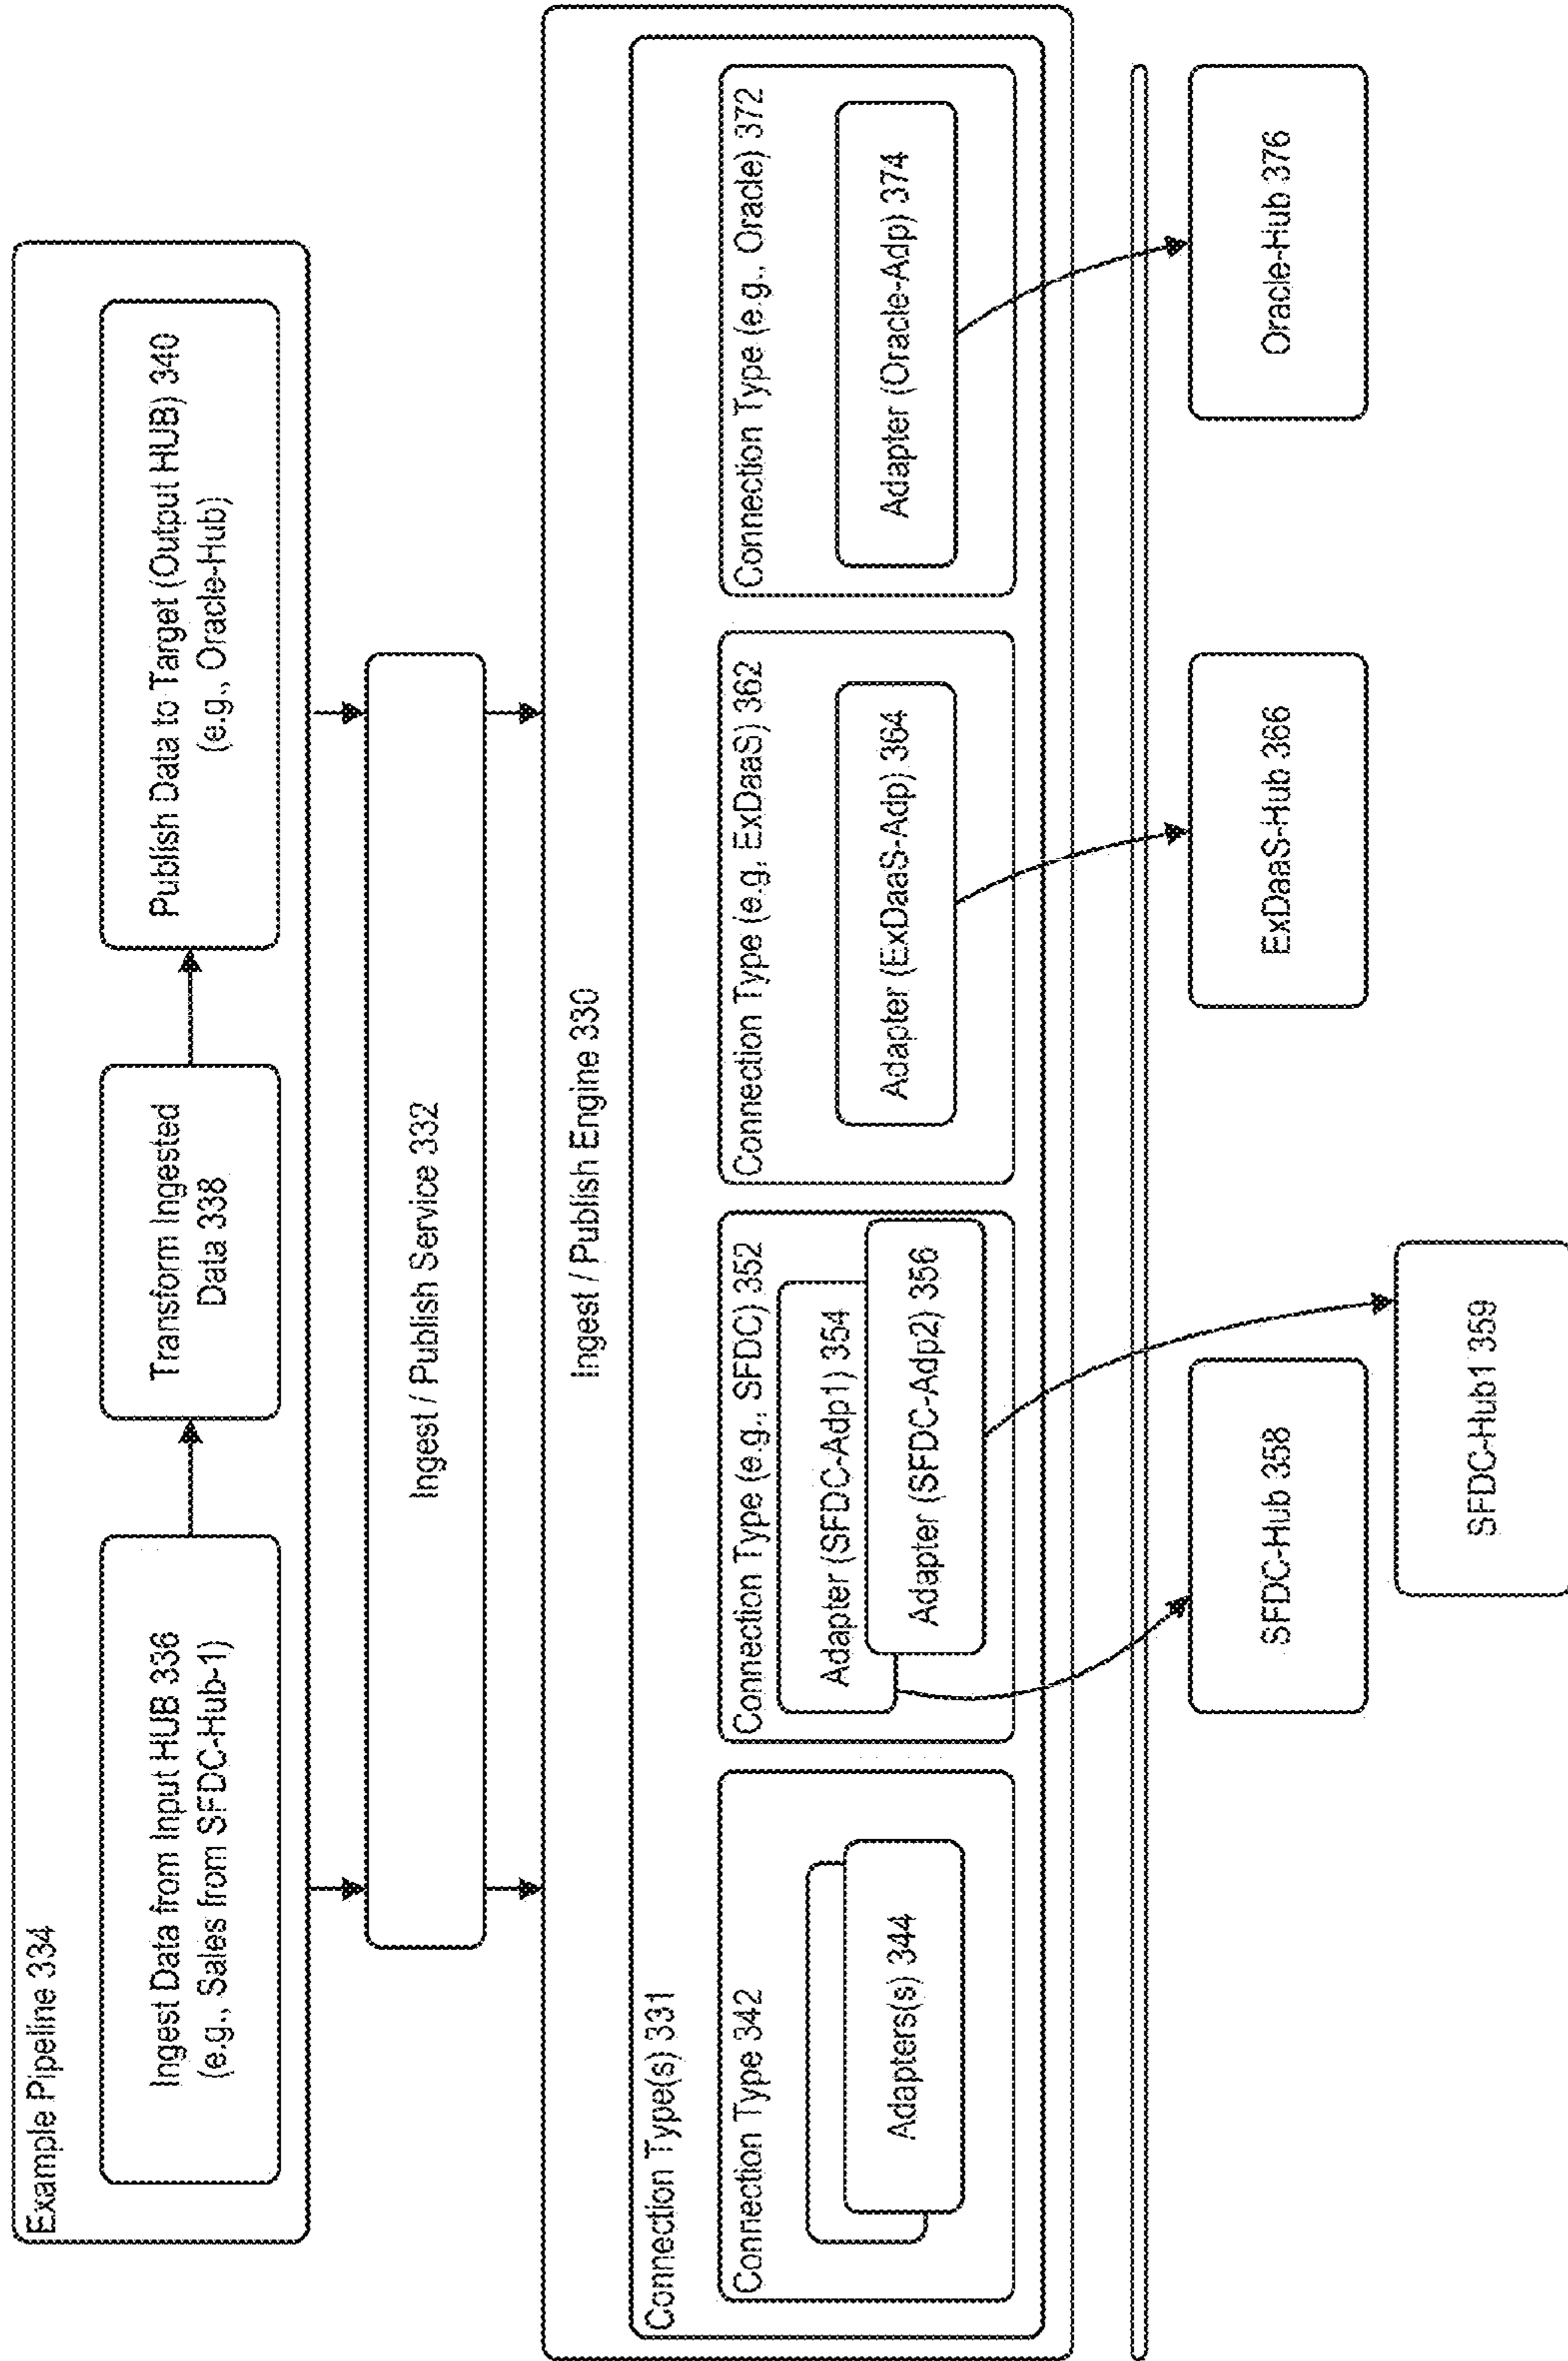 Example Pipeline 334
Ingest Data from Input HUB 336
(e.g., Sales from SFDC-Hub-1)
Transform Ingested
Data 338
Publish Data to Target (Output HUB) 340
(e.g., Oracle-Hub)
Ingest / Publish Service 332
Ingest / Publish Engine 330
Connection Type(s) 331
Connection Type 342
Adapters(s) 344
Connection Type (e.g., SFDC) 352
Adapter (SFDC-Adp1) 354
Adapter (SFDC-Adp2) 356
Connection Type (e.g. ExDaaS) 362
Adapter (ExDaaS-Adp) 364
Connection Type (e.g., Oracle) 372
Adapter (Oracle-Adp) 374
SFDC-Hub 358
SFDC-Hub1 359
ExDaaS-Hub 366
Oracle-Hub 376